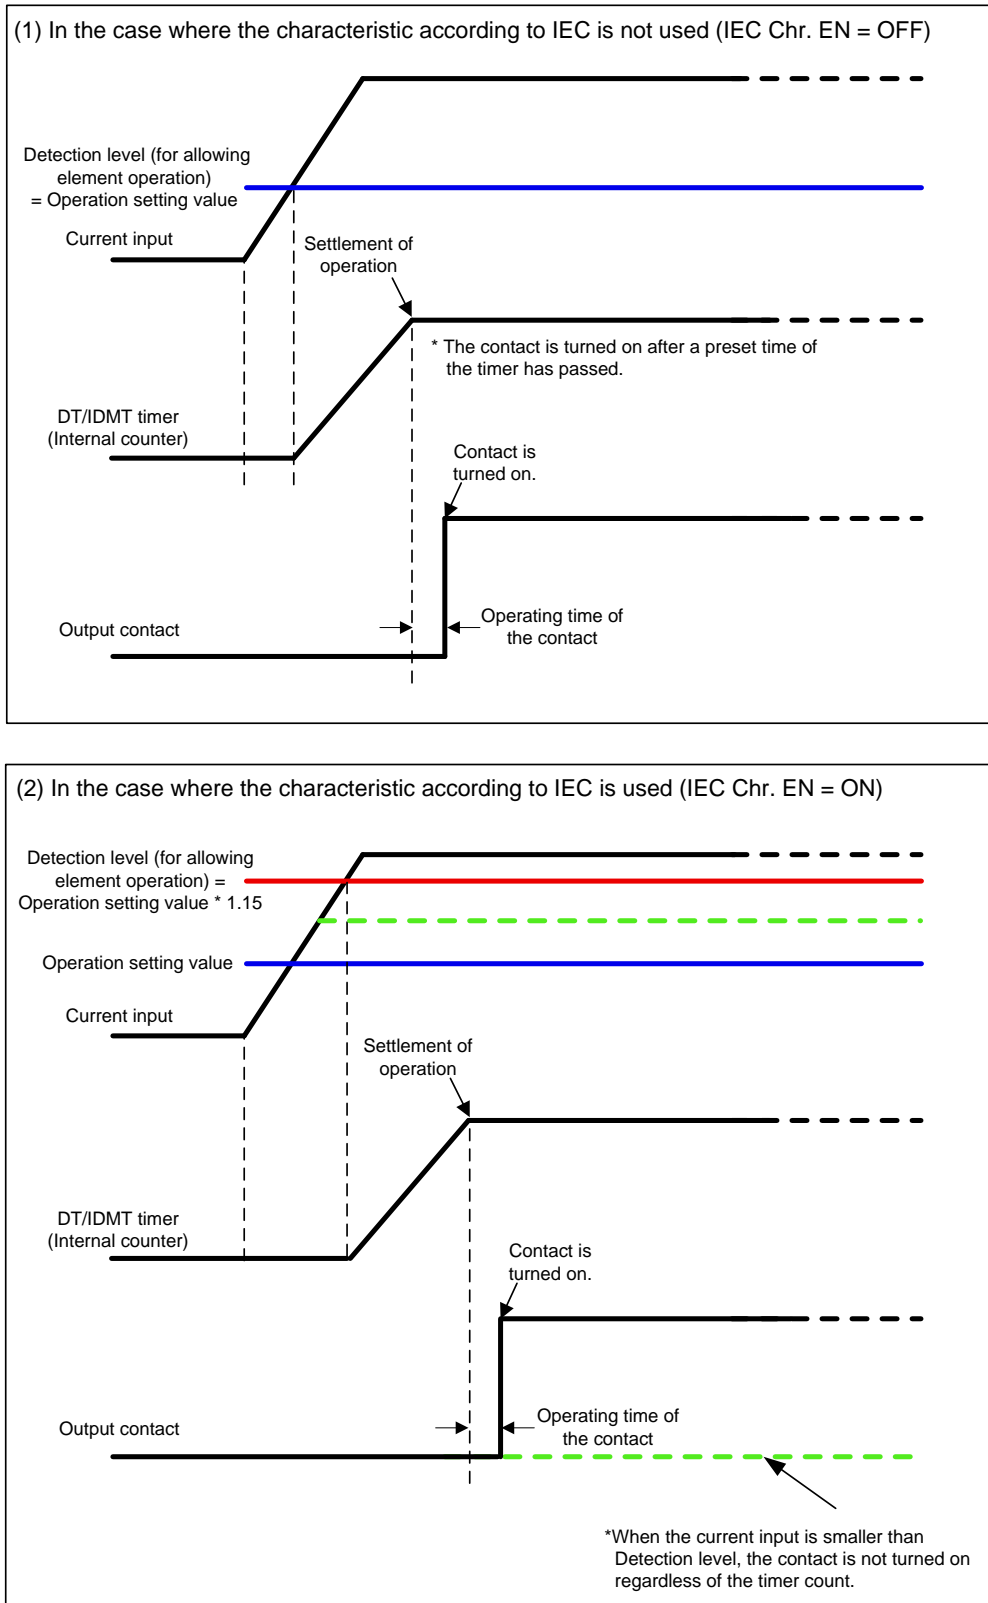 (1) In the case where the characteristic according to IEC is not used (IEC Chr. EN = OFF)
Detection level (for allowing
element operation)
= Operation setting value
Current input
Settlement of
operation
* The contact is turned on after a preset time of
the timer has passed.
DT/IDMT timer
(Internal counter)
Contact is
turned on.
Output contact
Operating time of
the contact
(2) In the case where the characteristic according to IEC is used (IEC Chr. EN = ON)
Detection level (for allowing
element operation) =
Operation setting value * 1.15
Operation setting value
Current input
Settlement of
operation
DT/IDMT timer
(Internal counter)
Contact is
turned on.
Output contact
Operating time of
the contact
*When the current input is smaller than
Detection level, the contact is not turned on
regardless of the timer count.